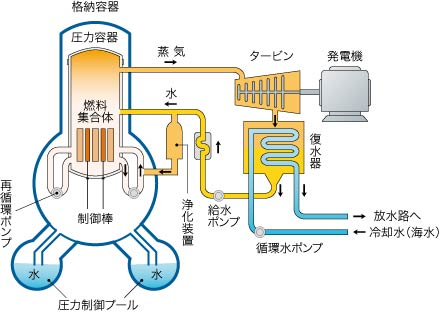 格納容器
圧力容器
蒸気
タービン
発電機
水
燃料
集合体
復水器
再循環ポンプ
制御棒
浄化装置
給水
ポンプ
放水路へ
循環水ポンプ
冷却水(海水)
水
水
圧力制御プール